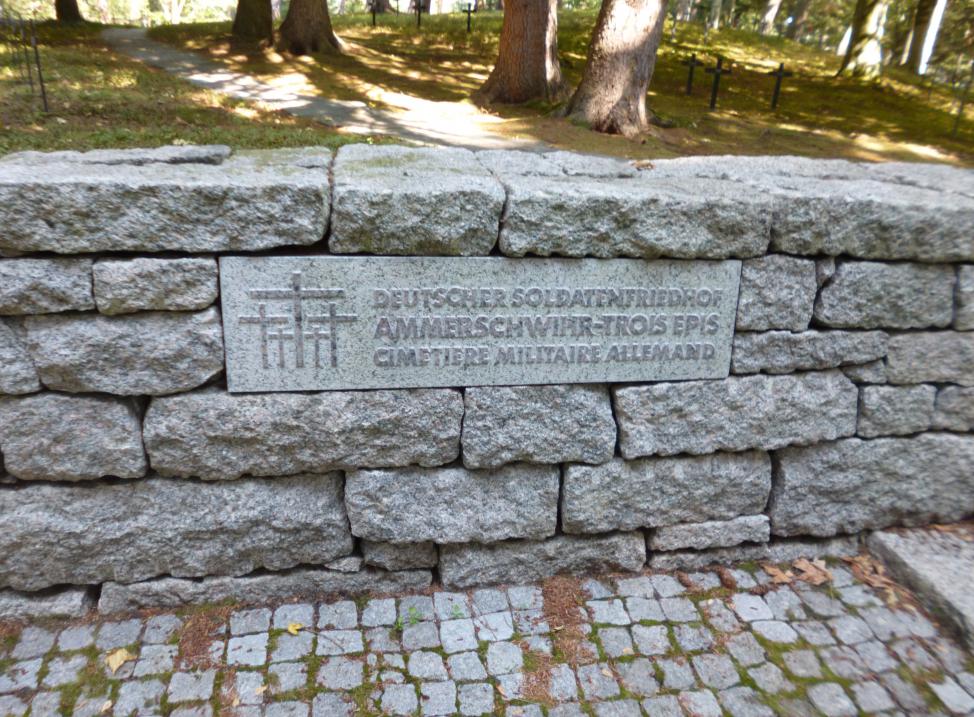 DEUTSCHER SOLDATENFRIEDHOF
AMMERSCHWIHR-TROIS EPIS
CIMETIERE MILITAIRE ALLEMAND